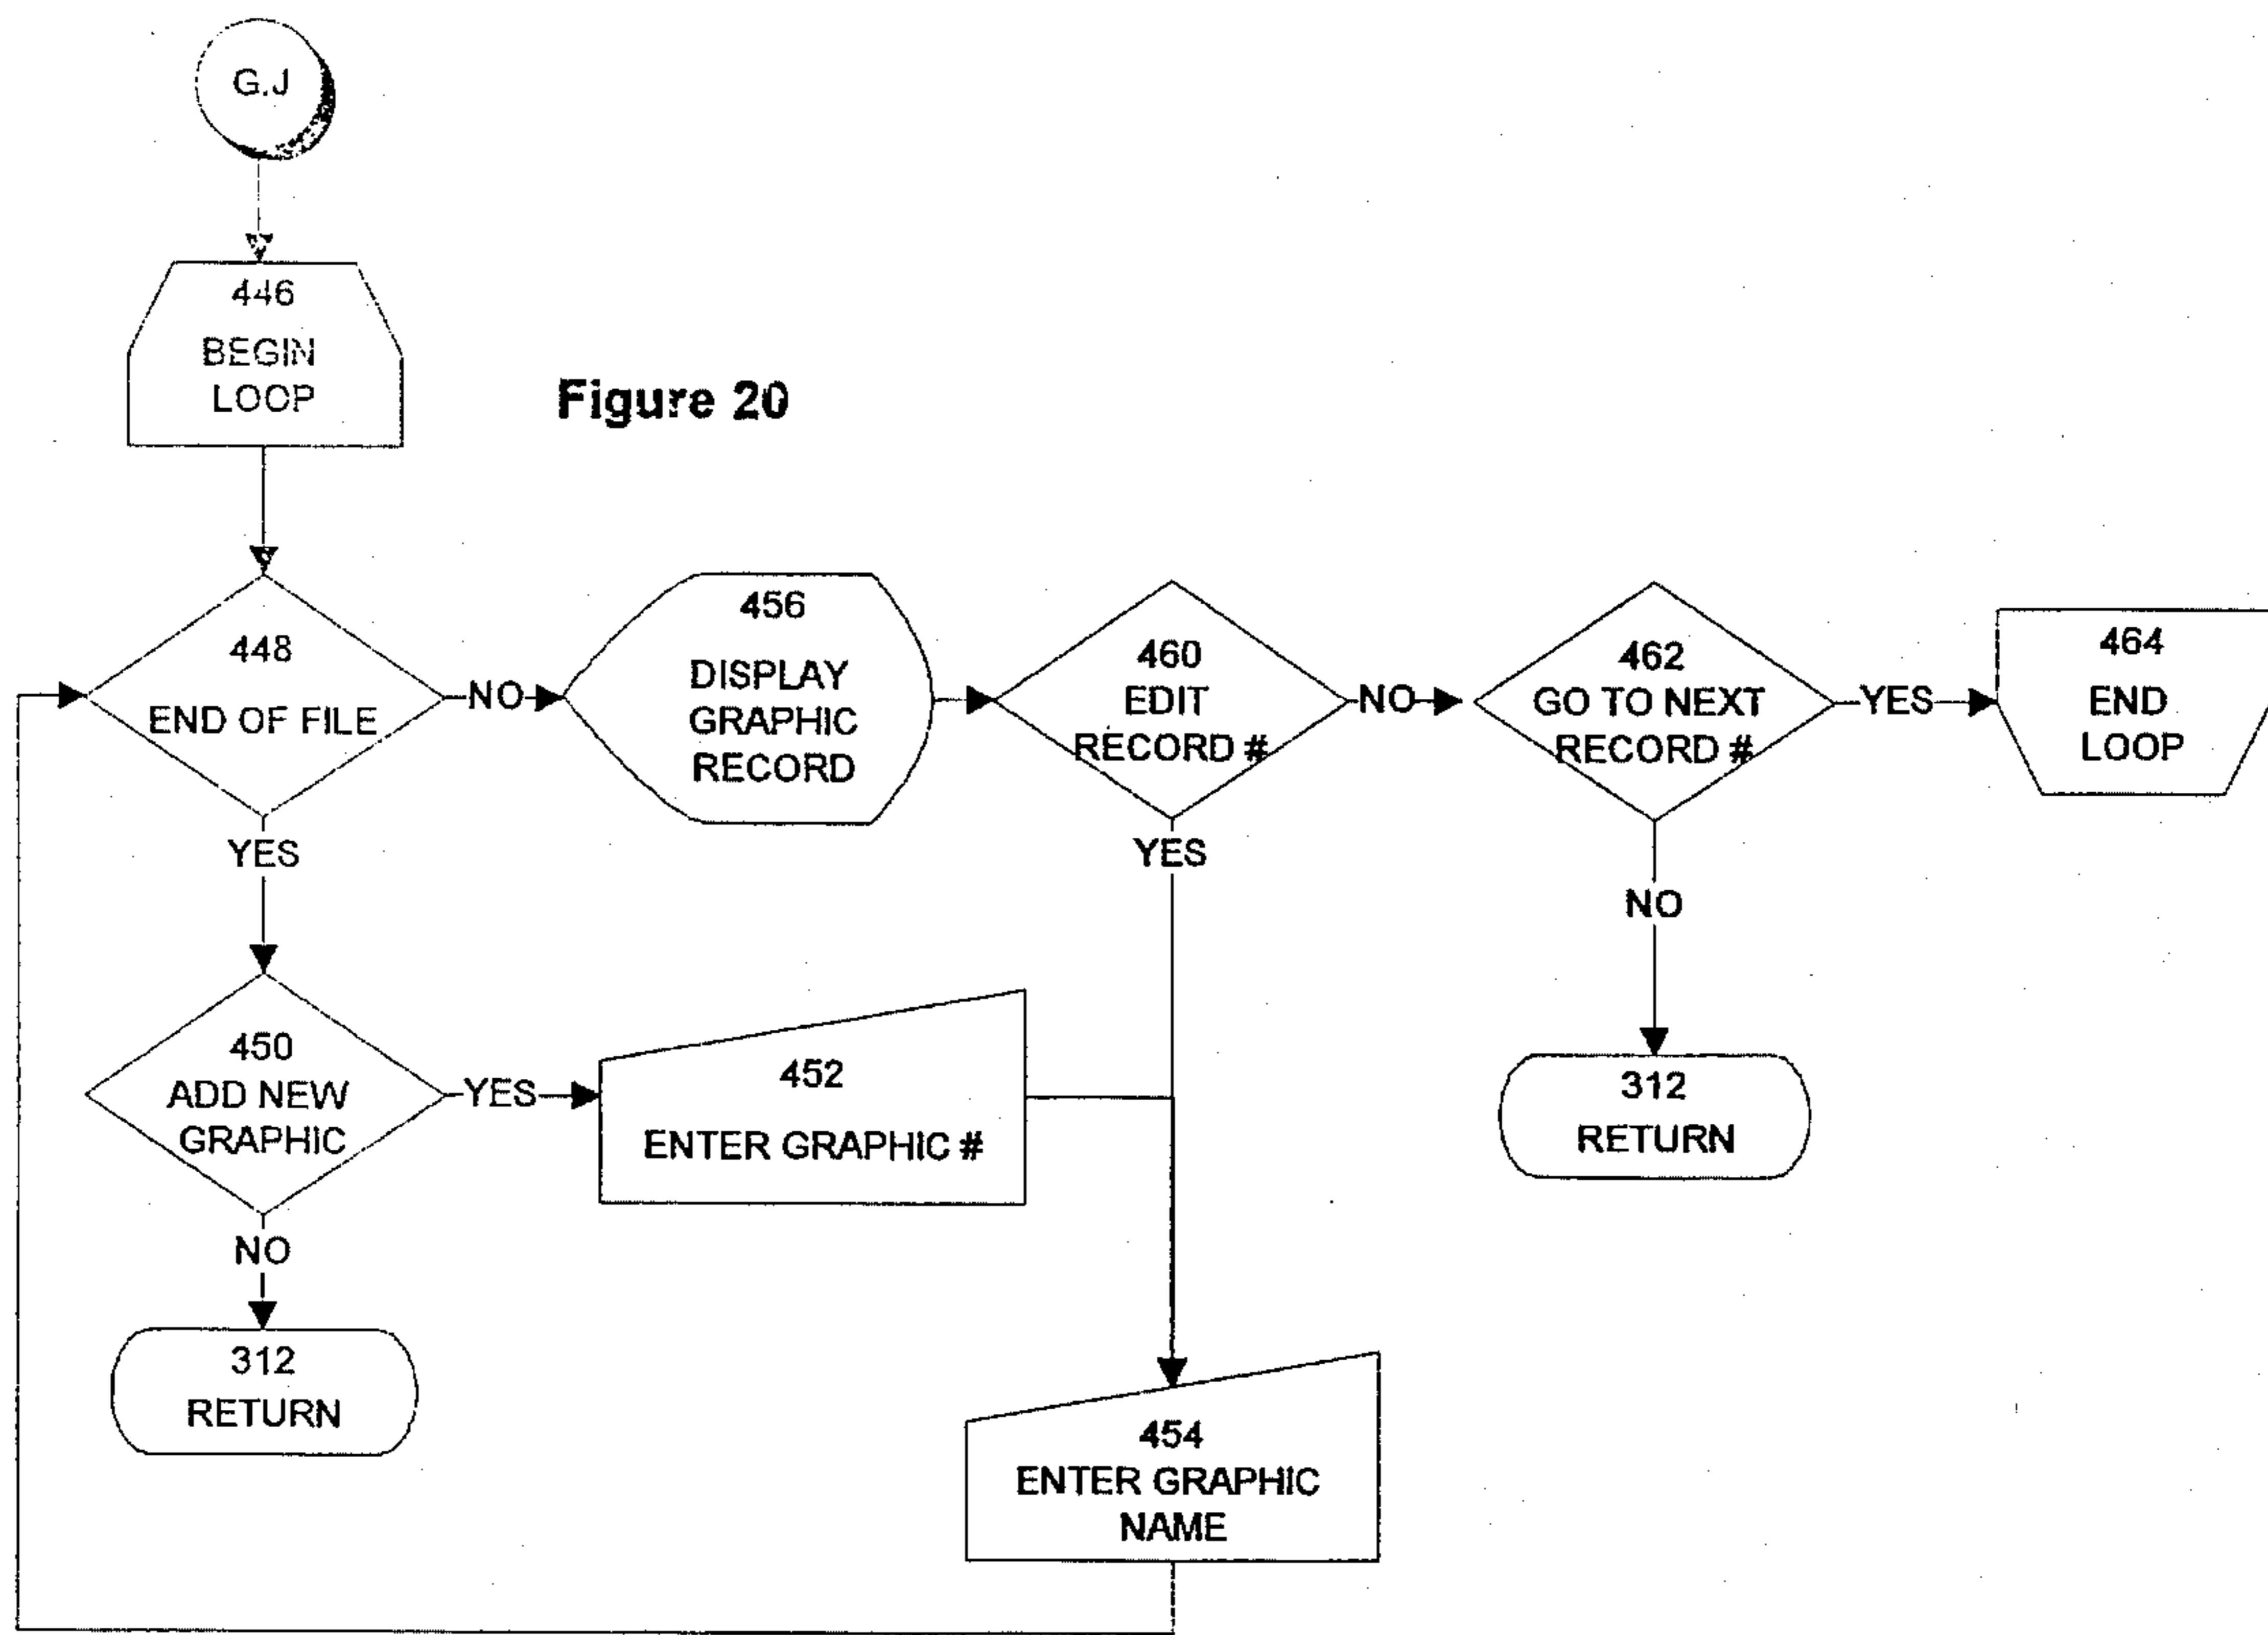 G.J
446
BEGIN
LOOP
Figure 20
448
END OF FILE
NO
456
DISPLAY
GRAPHIC
RECORD
460
EDIT
RECORD #
NO
462
GO TO NEXT
RECORD #
YES
464
END
LOOP
YES
YES
NO
450
ADD NEW
GRAPHIC
YES
452
ENTER GRAPHIC #
312
RETURN
NO
312
RETURN
454
ENTER GRAPHIC
NAME